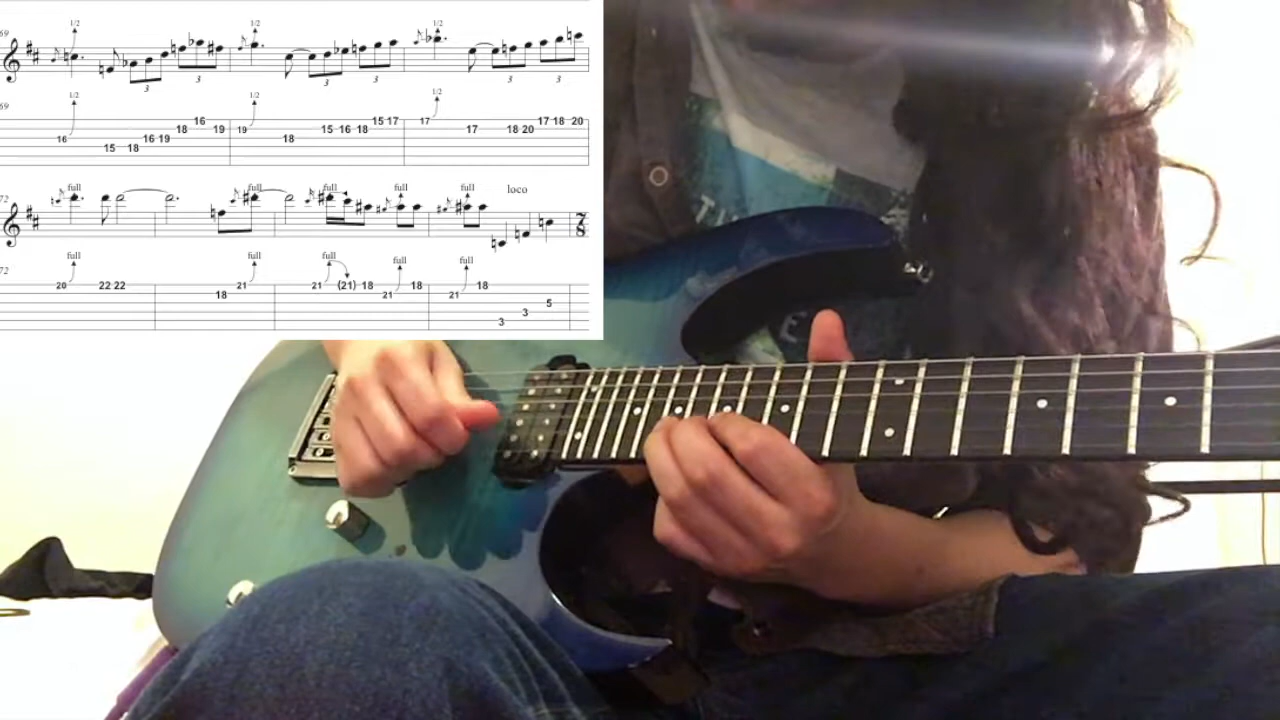 69
1/2 1/2 1/2
3 3 3 3 3 3
69
1/2 1/2 1/2
16 15 18 16 19 18 16 19 19 18 15 16 18 15 17 17 17 18 20 17 18 20
72
full full full full full loco
7
8
72
full full full full full
20 22 22 18 21 21 (21) 18 21 18 21 18 3 3 5